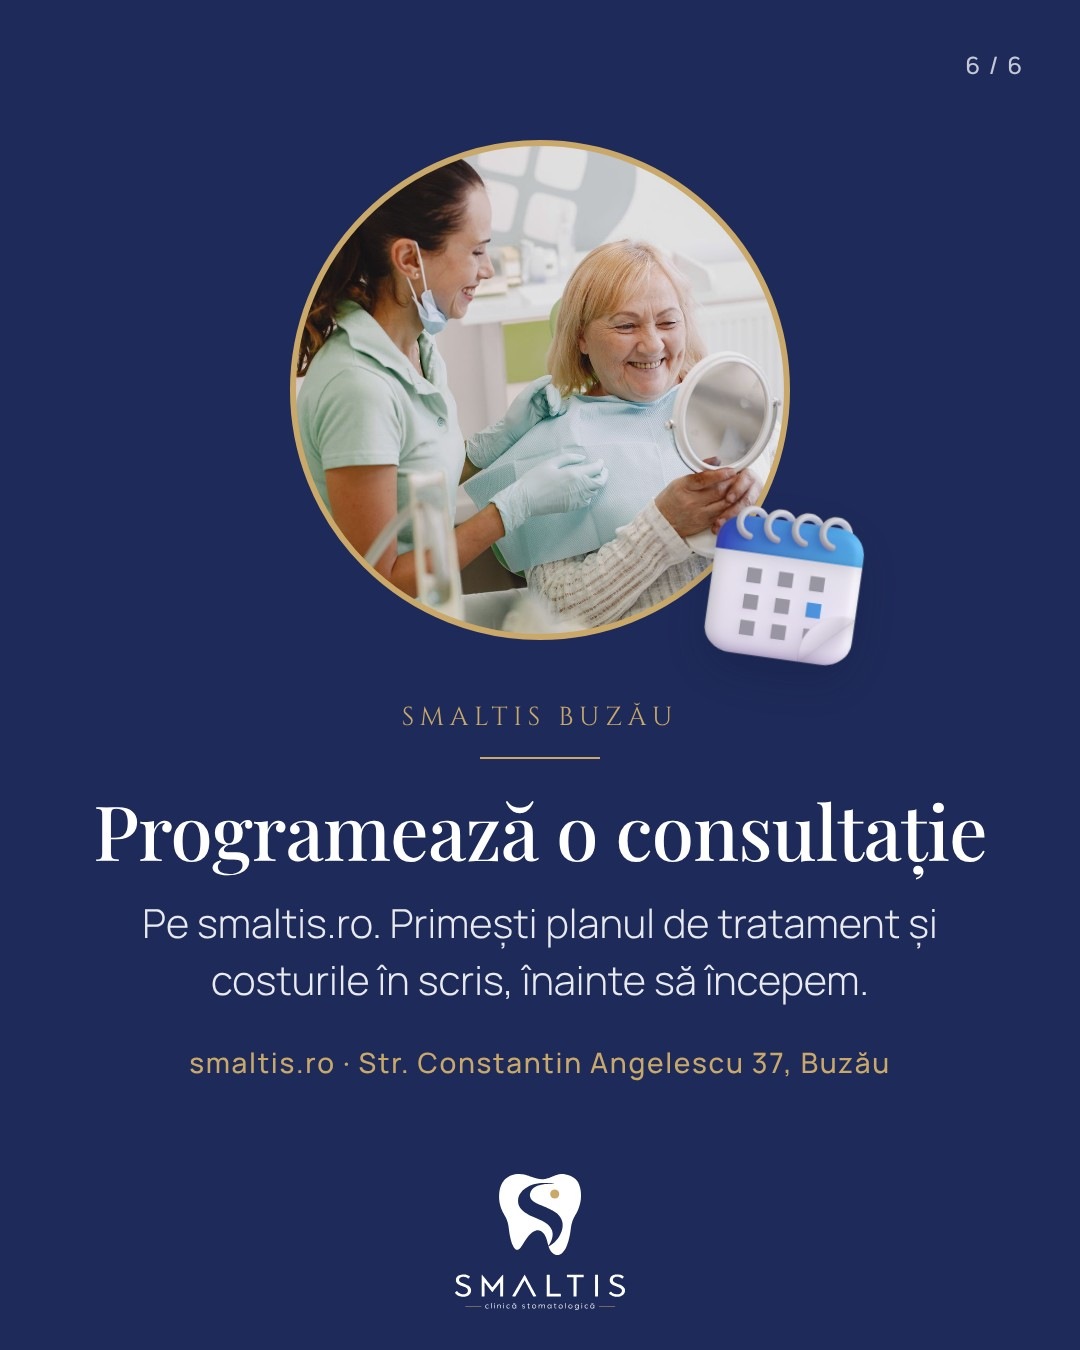 6 / 6
SMALTIS BUZĂU
Programează o consultație
Pe smaltis.ro. Primești planul de tratament și
costurile în scris, înainte să începem.
smaltis.ro · Str. Constantin Angelescu 37, Buzău
SMALTIS
clinică stomatologică